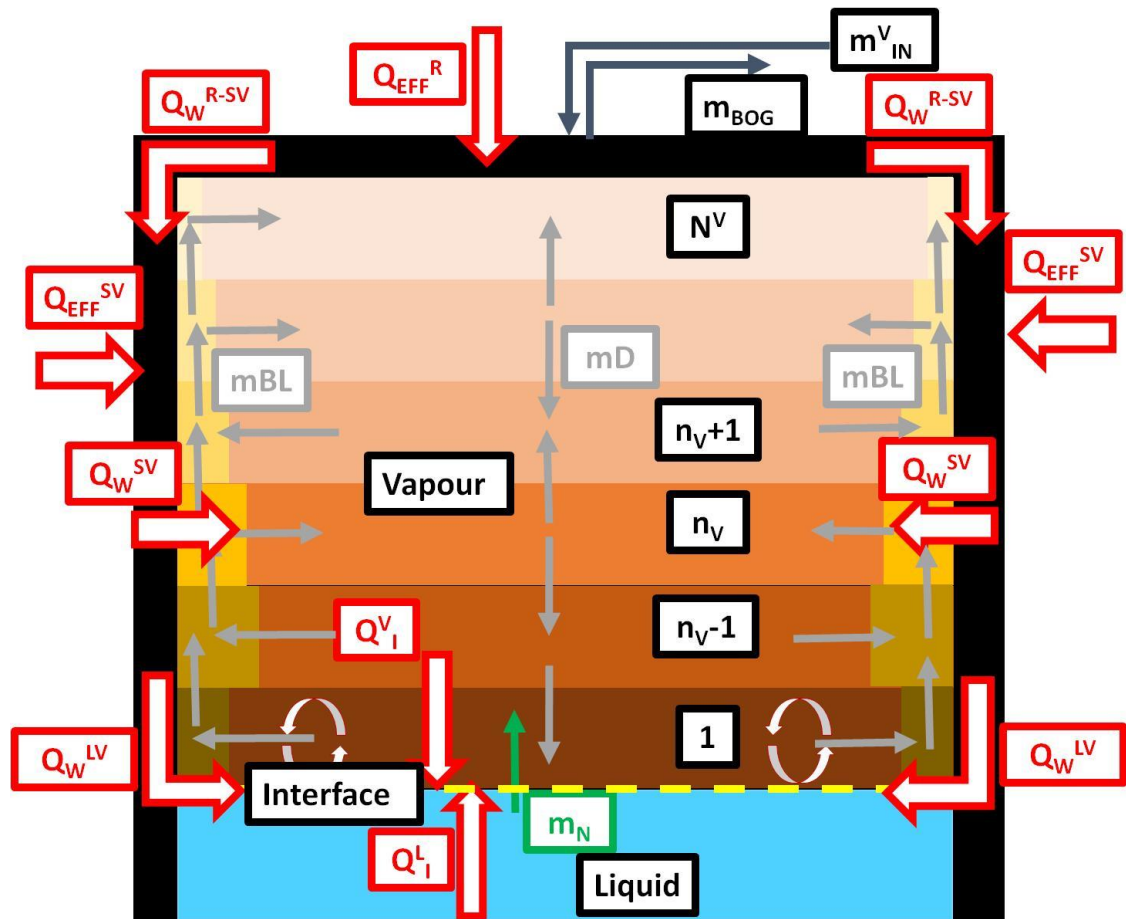 m^V_IN
Q_EFF^R
Q_W^R-SV
m_BOG
Q_W^R-SV
N^V
Q_EFF^SV
Q_EFF^SV
mBL
mD
mBL
n_V+1
Q_W^SV
Vapour
Q_W^SV
n_V
Q^V_I
n_V-1
Q_W^LV
1
Q_W^LV
Interface
m_N
Q^L_I
Liquid